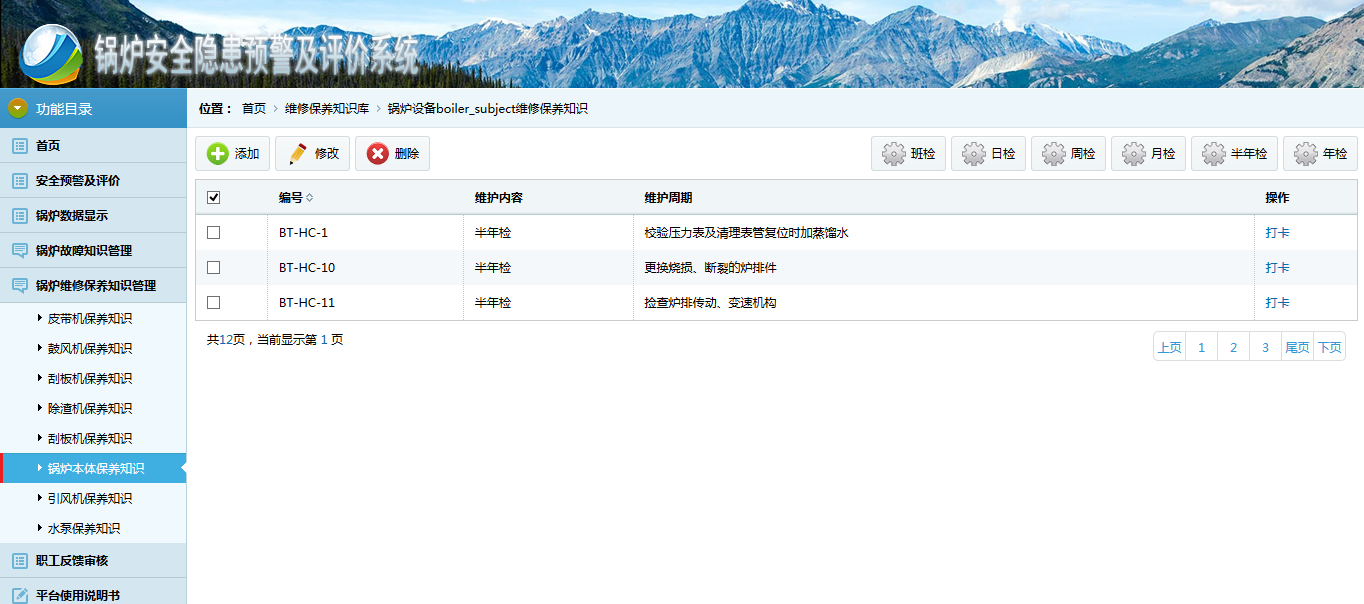 锅炉安全隐患预警及评价系统
功能目录
位置： 首页 > 维修保养知识库 > 锅炉设备boiler_subject维修保养知识
首页
安全预警及评价
锅炉数据显示
锅炉故障知识管理
锅炉维修保养知识管理
皮带机保养知识
鼓风机保养知识
刮板机保养知识
除渣机保养知识
刮板机保养知识
锅炉本体保养知识
引风机保养知识
水泵保养知识
职工反馈审核
平台使用说明书
添加 修改 删除 班检 日检 周检 月检 半年检 年检
编号 维护内容 维护周期 操作
BT-HC-1 半年检 校验压力表及清理表管复位时加蒸馏水 打卡
BT-HC-10 半年检 更换烧损、断裂的炉排件 打卡
BT-HC-11 半年检 捡查炉排传动、变速机构 打卡
共12页，当前显示第 1 页
上页 1 2 3 尾页 下页